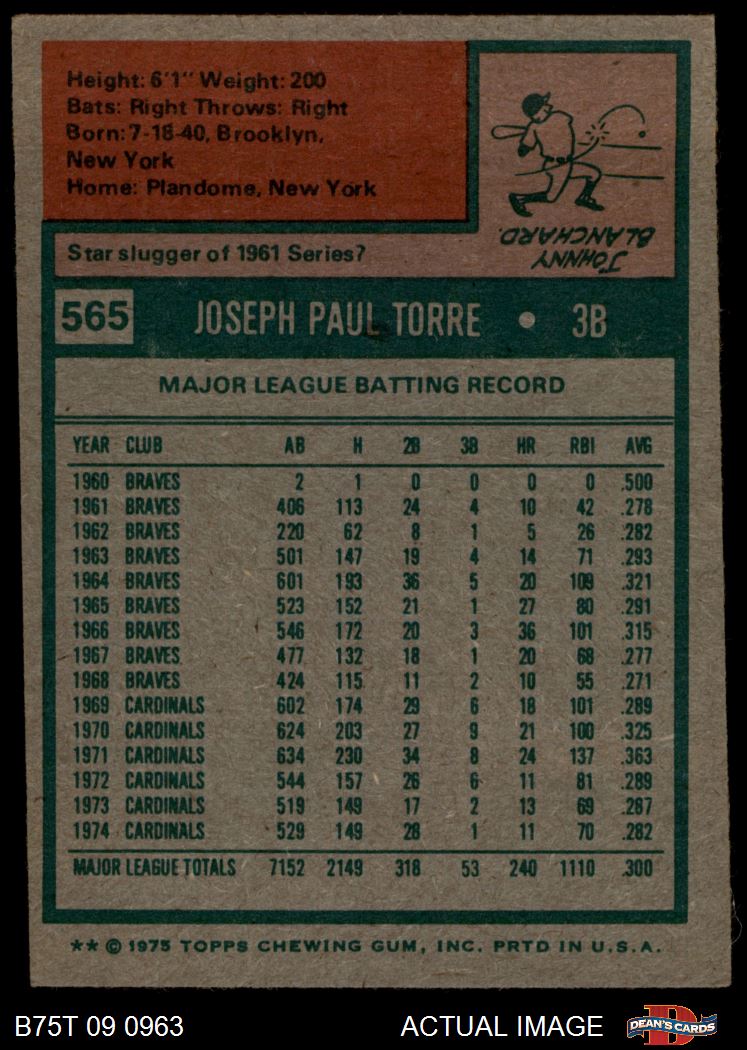 Height: 6'1" Weight: 200
Bats: Right Throws: Right
Born: 7-18-40, Brooklyn,
New York
Home: Plandome, New York
JOHNNY
BLANCHARD.
Star slugger of 1961 Series?
565 JOSEPH PAUL TORRE • 3B
MAJOR LEAGUE BATTING RECORD
YEAR CLUB AB H 2B 3B HR RBI AVG
1960 BRAVES 2 1 0 0 0 0 .500
1961 BRAVES 406 113 24 4 10 42 .278
1962 BRAVES 220 62 8 1 5 26 .282
1963 BRAVES 501 147 19 4 14 71 .293
1964 BRAVES 601 193 36 5 20 109 .321
1965 BRAVES 523 152 21 1 27 80 .291
1966 BRAVES 546 172 20 3 36 101 .315
1967 BRAVES 477 132 18 1 20 68 .277
1968 BRAVES 424 115 11 2 10 55 .271
1969 CARDINALS 602 174 29 6 18 101 .289
1970 CARDINALS 624 203 27 9 21 100 .325
1971 CARDINALS 634 230 34 8 24 137 .363
1972 CARDINALS 544 157 26 6 11 81 .289
1973 CARDINALS 519 149 17 2 13 69 .287
1974 CARDINALS 529 149 28 1 11 70 .282
MAJOR LEAGUE TOTALS 7152 2149 318 53 240 1110 .300
** © 1975 TOPPS CHEWING GUM, INC. PRTD IN U.S.A.
B75T 09 0963 ACTUAL IMAGE D DEAN'S CARDS